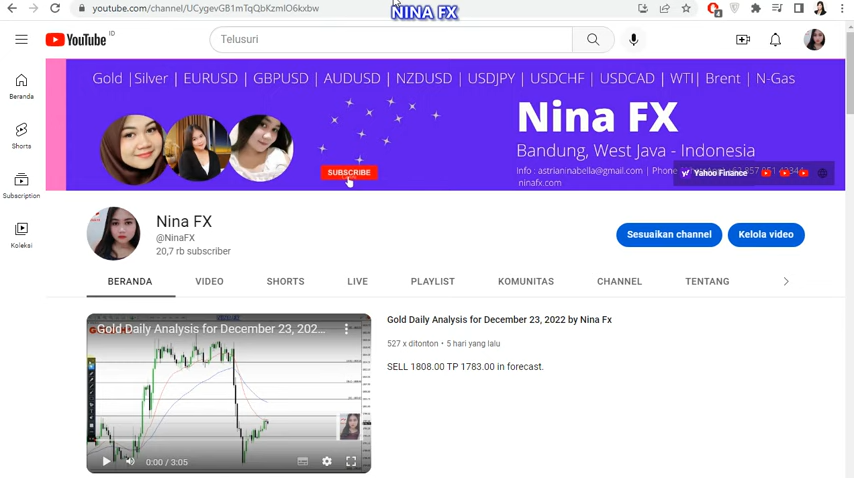 youtube.com/channel/UCygevGB1mTqQbKzmIO6kxbw
NINA FX
4
YouTube ID
Telusuri
Beranda
Shorts
Subscription
Koleksi
Gold |Silver | EURUSD | GBPUSD | AUDUSD | NZDUSD | USDJPY | USDCHF | USDCAD | WTI| Brent | N-Gas
Nina FX
Bandung, West Java - Indonesia
SUBSCRIBE
Info : astrianinabella@gmail.com | Phone
Yahoo Finance
ninafx.com
Nina FX
@NinaFX
20,7 rb subscriber
Sesuaikan channel
Kelola video
BERANDA
VIDEO
SHORTS
LIVE
PLAYLIST
KOMUNITAS
CHANNEL
TENTANG
Gold Daily Analysis for December 23, 202...
0:00 / 3:05
Gold Daily Analysis for December 23, 2022 by Nina Fx
527 x ditonton • 5 hari yang lalu
SELL 1808.00 TP 1783.00 in forecast.